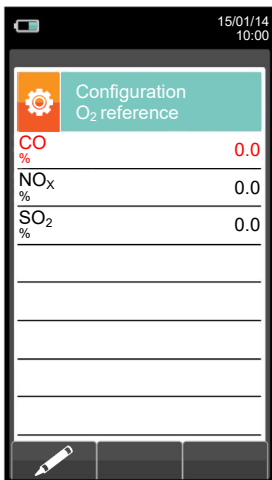 15/01/14
10:00
Configuration
O₂ reference
CO
%
0.0
NOX
%
0.0
SO₂
%
0.0